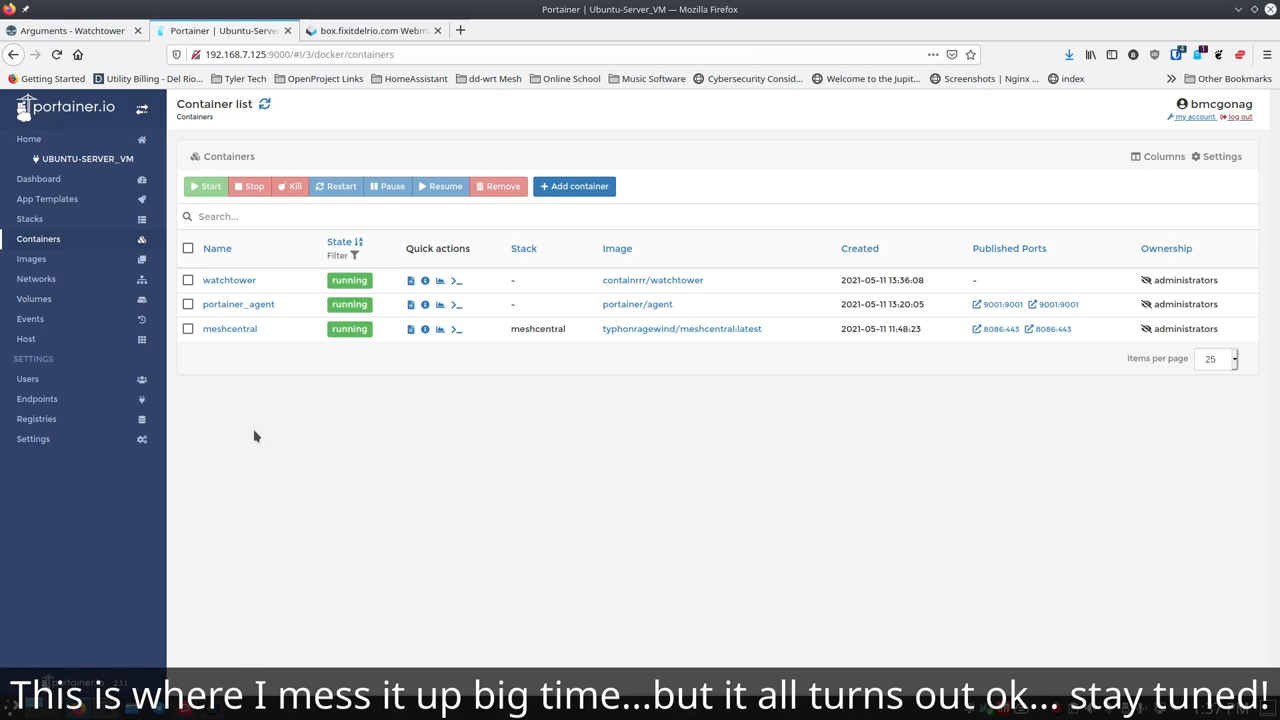 Portainer | Ubuntu-Server_VM — Mozilla Firefox
Arguments - Watchtower
Portainer | Ubuntu-Serve
box.fixitdelrio.com Webm
192.168.7.125:9000/#!/3/docker/containers
Getting Started
Utility Billing - Del Rio...
Tyler Tech
OpenProject Links
HomeAssistant
dd-wrt Mesh
Online School
Music Software
Cybersecurity Consid...
Welcome to the Jupit...
Screenshots | Nginx ...
index
Other Bookmarks
portainer.io
Home
UBUNTU-SERVER_VM
Dashboard
App Templates
Stacks
Containers
Images
Networks
Volumes
Events
Host
SETTINGS
Users
Endpoints
Registries
Settings
Container list
Containers
bmcgonag
my account log out
Containers
Columns Settings
Start Stop Kill Restart Pause Resume Remove + Add container
Search...
Name State Quick actions Stack Image Created Published Ports Ownership
Filter
watchtower running - containrrr/watchtower 2021-05-11 13:36:08 - administrators
portainer_agent running - portainer/agent 2021-05-11 13:20:05 9001:9001 9001:9001 administrators
meshcentral running meshcentral typhonragewind/meshcentral:latest 2021-05-11 11:48:23 8086:443 8086:443 administrators
Items per page 25
This is where I mess it up big time...but it all turns out ok... stay tuned!